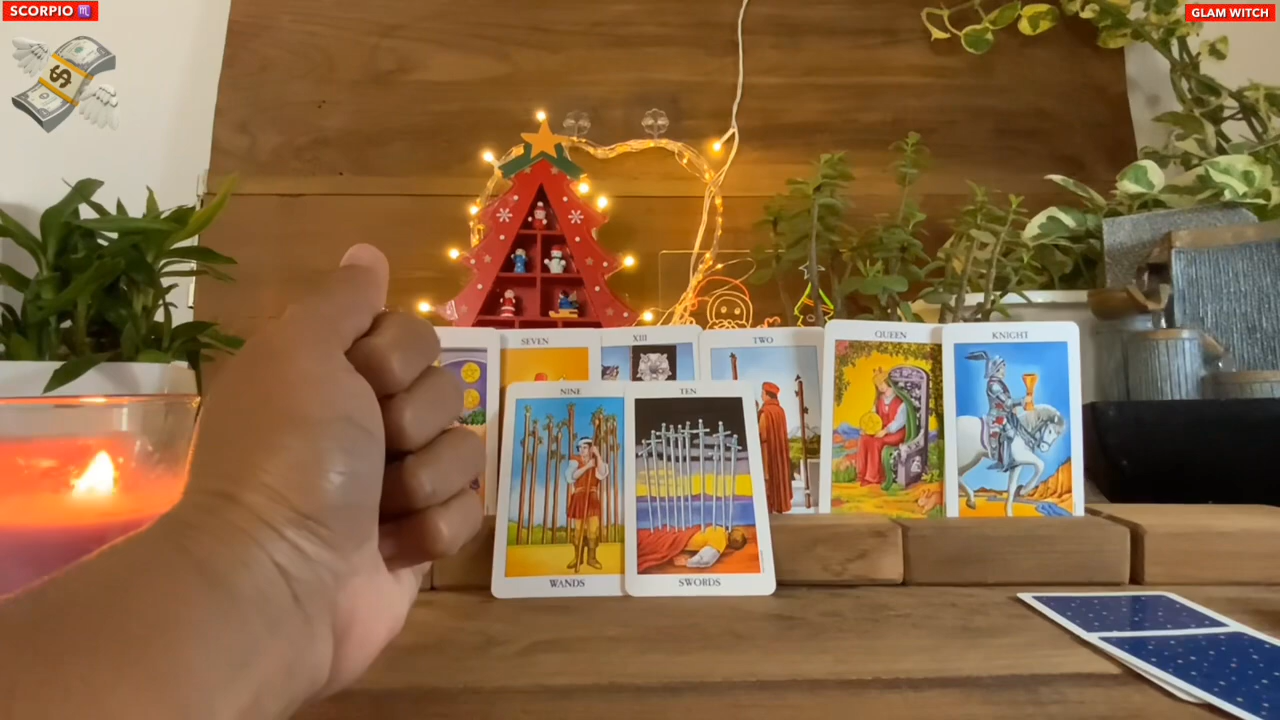 SCORPIO ♏
GLAM WITCH
$
SEVEN
XIII
TWO
QUEEN
KNIGHT
NINE
TEN
WANDS
SWORDS